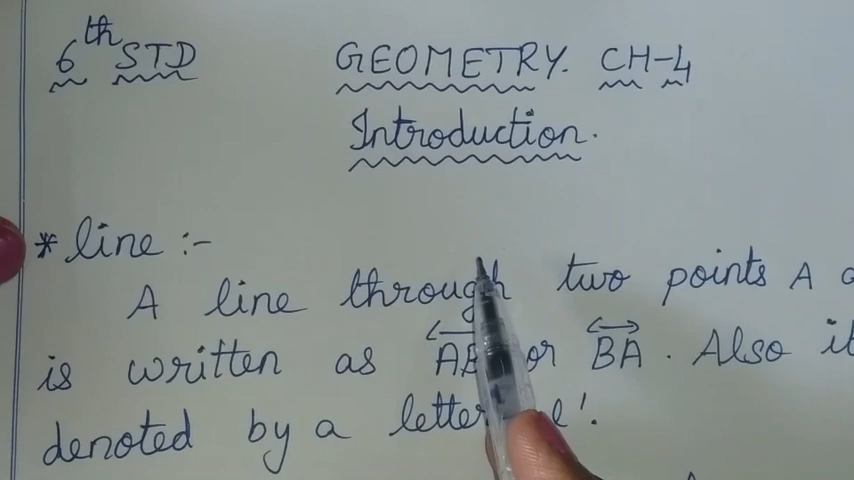 6th STD GEOMETRY. CH-4
Introduction.
* line :-
A line through two points A
is written as AB or BA. Also it
denoted by a letter 'l'.